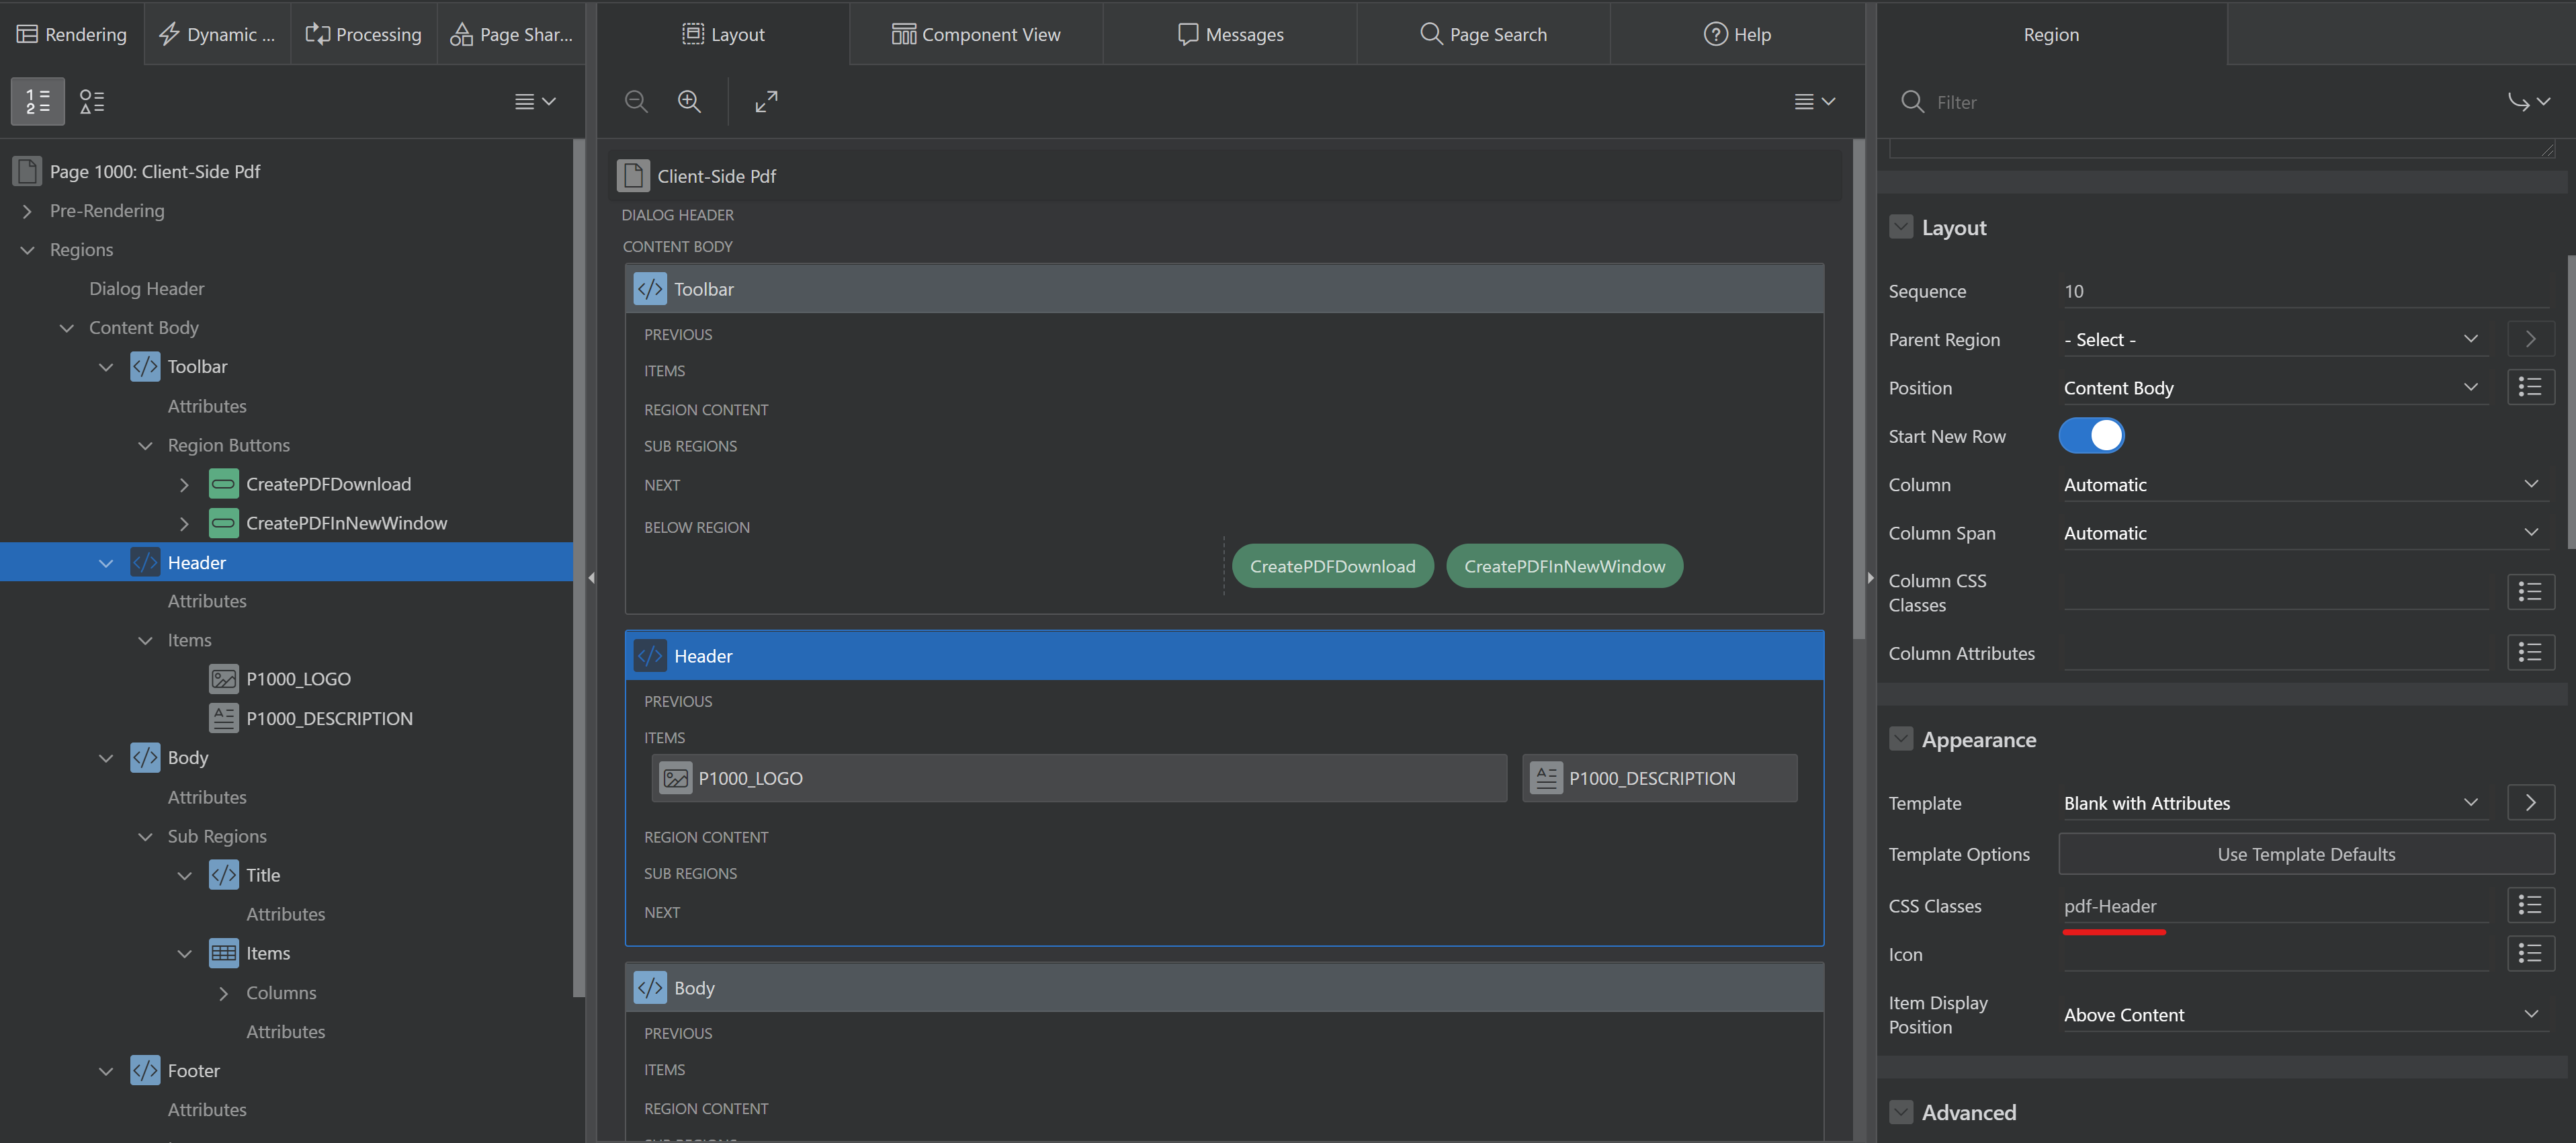 Rendering
Dynamic ...
Processing
Page Shar...
Page 1000: Client-Side Pdf
Pre-Rendering
Regions
Dialog Header
Content Body
Toolbar
Attributes
Region Buttons
CreatePDFDownload
CreatePDFInNewWindow
Header
Attributes
Items
P1000_LOGO
P1000_DESCRIPTION
Body
Attributes
Sub Regions
Title
Attributes
Items
Columns
Attributes
Footer
Attributes
Layout
Component View
Messages
Page Search
Help
Client-Side Pdf
DIALOG HEADER
CONTENT BODY
Toolbar
PREVIOUS
ITEMS
REGION CONTENT
SUB REGIONS
NEXT
BELOW REGION
CreatePDFDownload
CreatePDFInNewWindow
Header
PREVIOUS
ITEMS
P1000_LOGO
P1000_DESCRIPTION
REGION CONTENT
SUB REGIONS
NEXT
Body
PREVIOUS
ITEMS
REGION CONTENT
Region
Filter
Layout
Sequence 10
Parent Region - Select -
Position Content Body
Start New Row
Column Automatic
Column Span Automatic
Column CSS
Classes
Column Attributes
Appearance
Template Blank with Attributes
Template Options Use Template Defaults
CSS Classes pdf-Header
Icon
Item Display
Position Above Content
Advanced